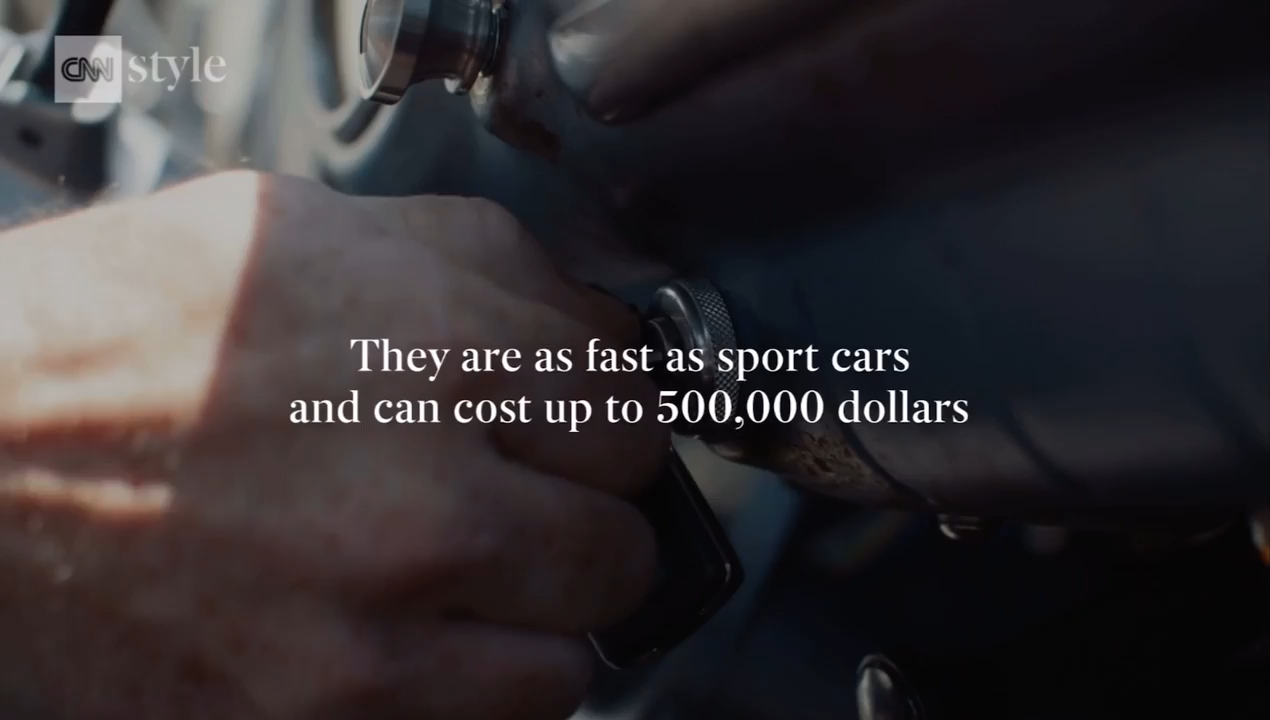 CNN style
They are as fast as sport cars
and can cost up to 500,000 dollars